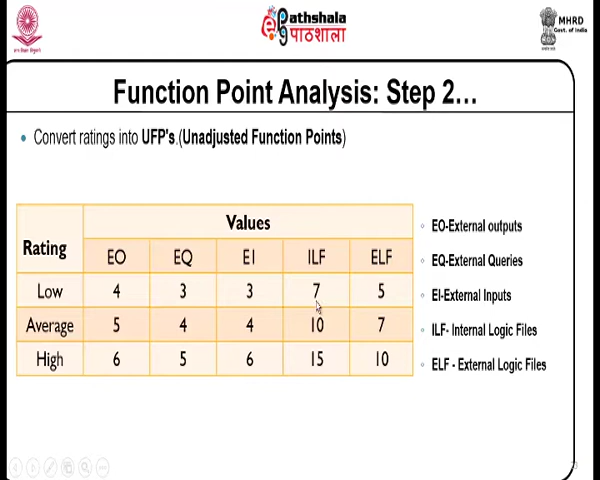 Pathshala
पाठशाला
MHRD
Govt. of India
Function Point Analysis: Step 2…
Convert ratings into UFP's.(Unadjusted Function Points)
Rating Values
EO EQ EI ILF ELF
Low 4 3 3 7 5
Average 5 4 4 10 7
High 6 5 6 15 10
EO-External outputs
EQ-External Queries
EI-External Inputs
ILF- Internal Logic Files
ELF - External Logic Files